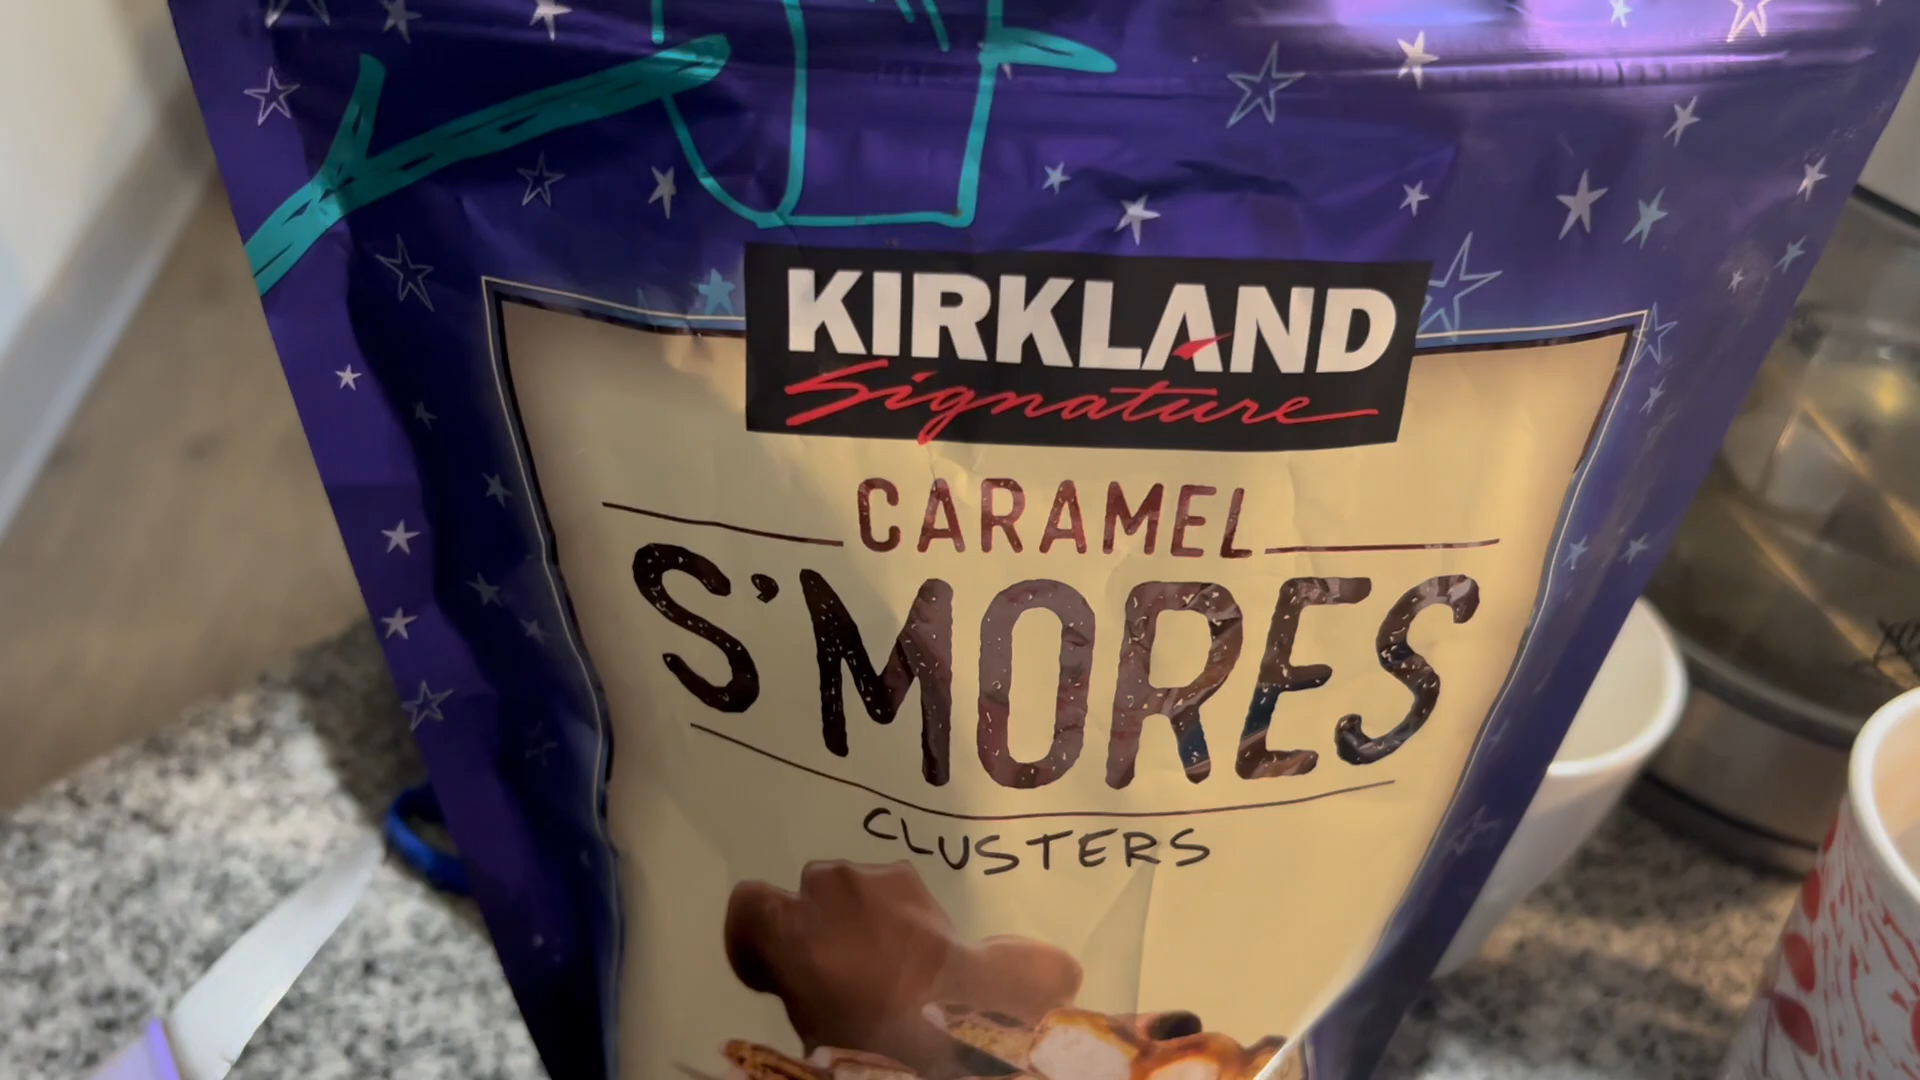 KIRKLAND
Signature
CARAMEL
S'MORES
CLUSTERS